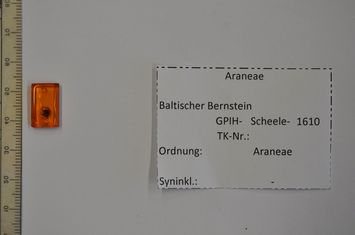 Araneae
Baltischer Bernstein
GPIH- Scheele- 1610
TK-Nr.:
Ordnung: Araneae
Syninkl.: -